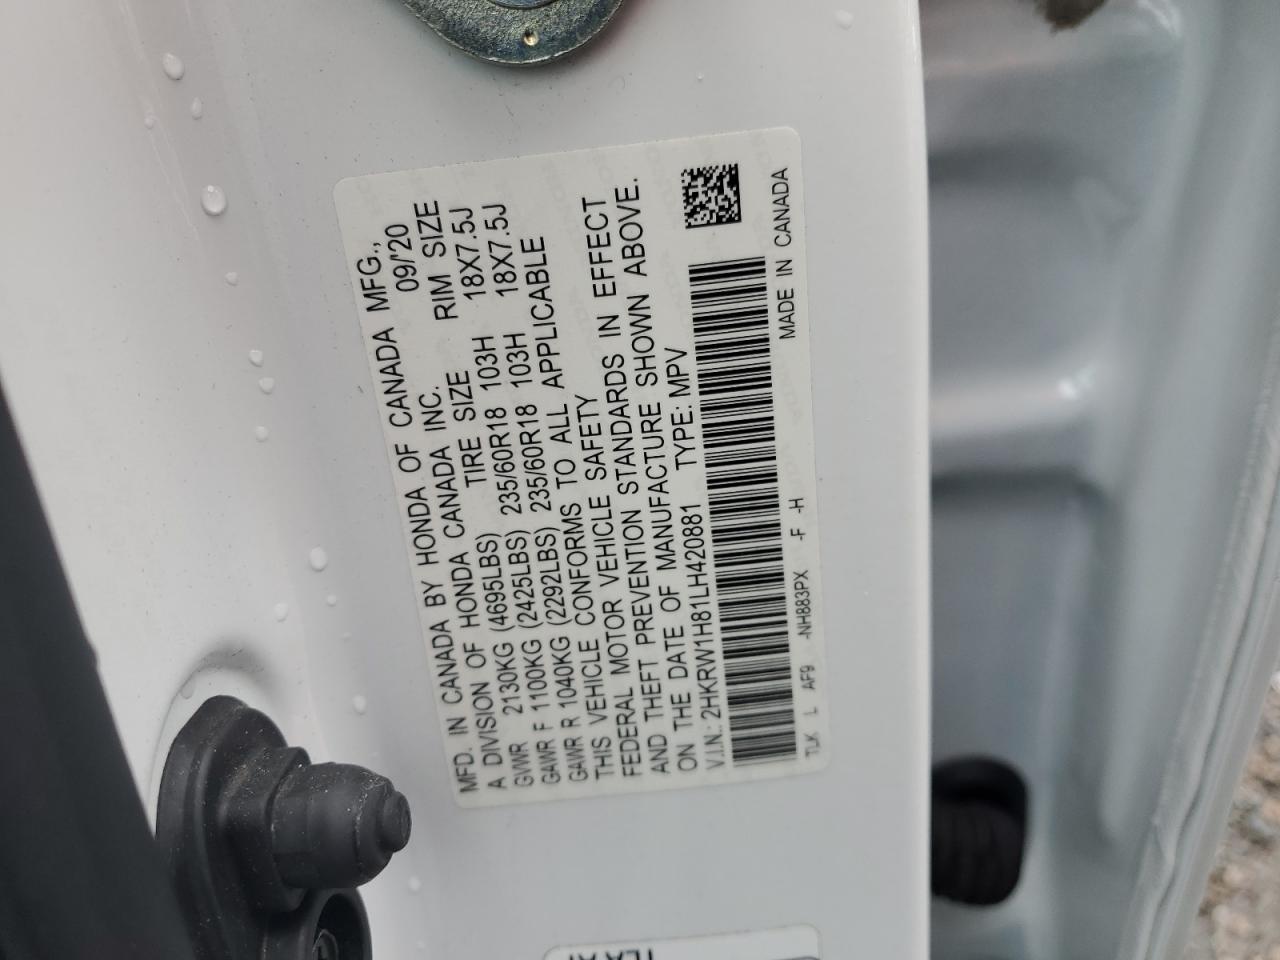 MFD. IN CANADA BY HONDA OF CANADA MFG.,
A DIVISION OF HONDA CANADA INC. 09/'20
GVWR 2130KG (4695LBS) TIRE SIZE RIM SIZE
GAWR F 1100KG (2425LBS) 235/60R18 103H 18X7.5J
GAWR R 1040KG (2292LBS) 235/60R18 103H 18X7.5J
THIS VEHICLE CONFORMS TO ALL APPLICABLE
FEDERAL MOTOR VEHICLE SAFETY
AND THEFT PREVENTION STANDARDS IN EFFECT
ON THE DATE OF MANUFACTURE SHOWN ABOVE.
V.I.N.: 2HKRW1H81LH420881 TYPE: MPV
TLK L AF9 -NH883PX -F -H MADE IN CANADA